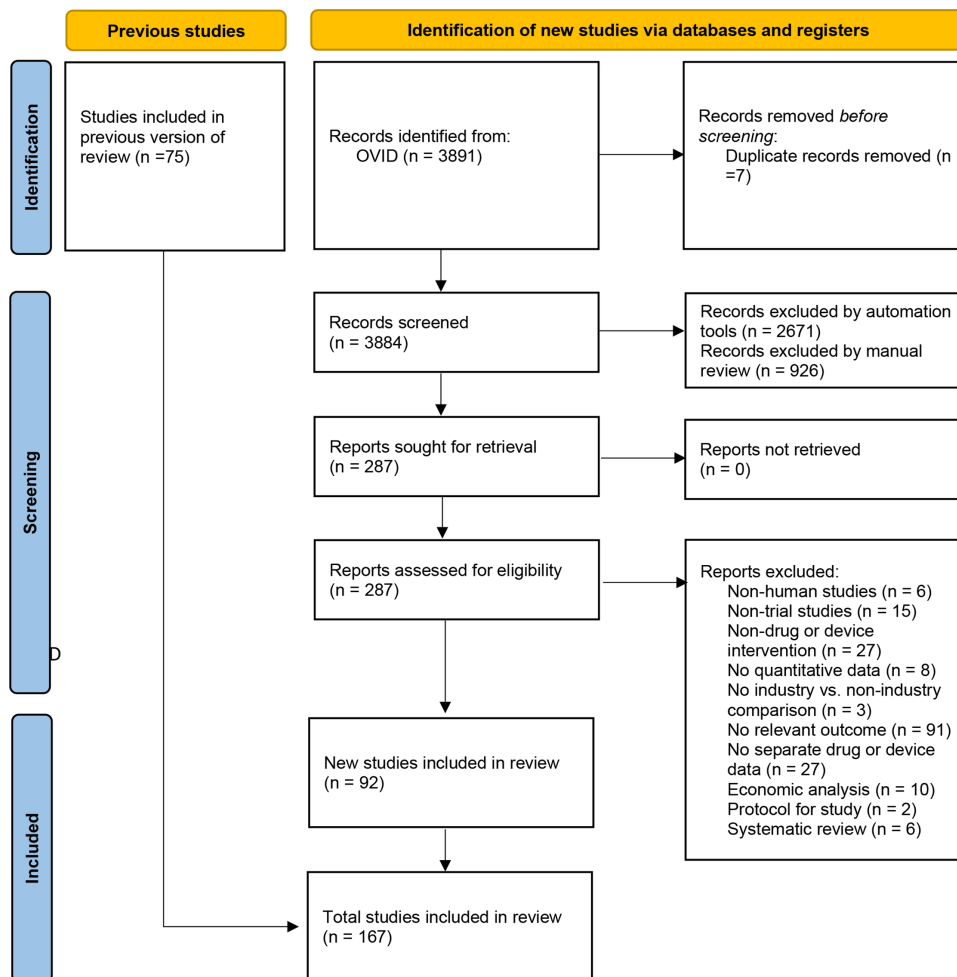 Previous studies
Identification of new studies via databases and registers
Identification
Studies included in
previous version of
review (n =75)
Records identified from:
OVID (n = 3891)
Records removed before
screening:
Duplicate records removed (n
=7)
Screening
Records screened
(n = 3884)
Records excluded by automation
tools (n = 2671)
Records excluded by manual
review (n = 926)
Reports sought for retrieval
(n = 287)
Reports not retrieved
(n = 0)
Reports assessed for eligibility
(n = 287)
Reports excluded:
Non-human studies (n = 6)
Non-trial studies (n = 15)
Non-drug or device
intervention (n = 27)
No quantitative data (n = 8)
No industry vs. non-industry
comparison (n = 3)
No relevant outcome (n = 91)
No separate drug or device
data (n = 27)
Economic analysis (n = 10)
Protocol for study (n = 2)
Systematic review (n = 6)
D
Included
New studies included in review
(n = 92)
Total studies included in review
(n = 167)